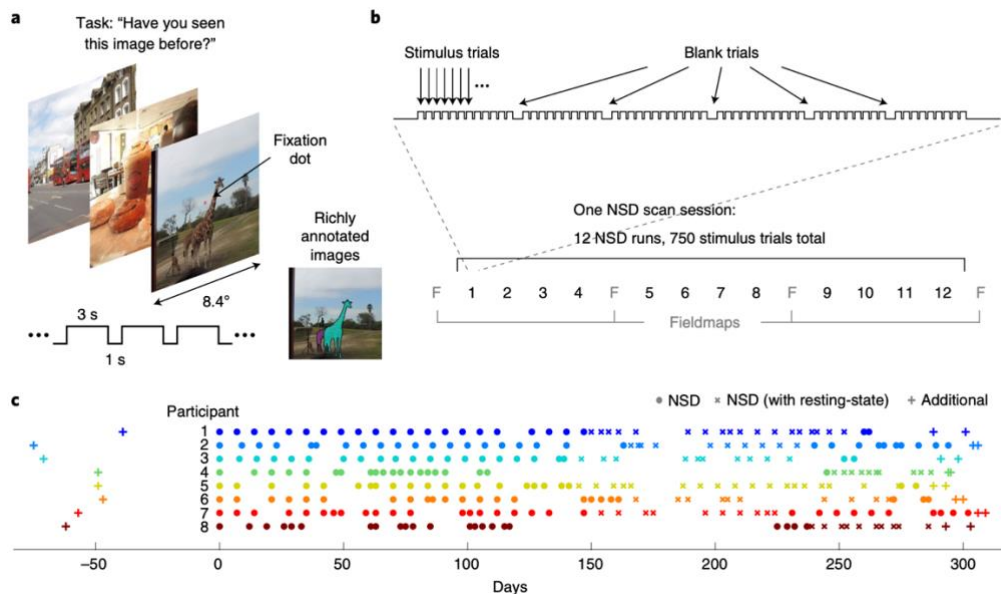 a
Task: “Have you seen
this image before?”
Fixation
dot
Richly
annotated
images
8.4°
3 s
1 s
b
Stimulus trials
Blank trials
One NSD scan session:
12 NSD runs, 750 stimulus trials total
F 1 2 3 4 F 5 6 7 8 F 9 10 11 12 F
Fieldmaps
c
Participant
NSD NSD (with resting-state) Additional
1
2
3
4
5
6
7
8
−50 0 50 100 150 200 250 300
Days